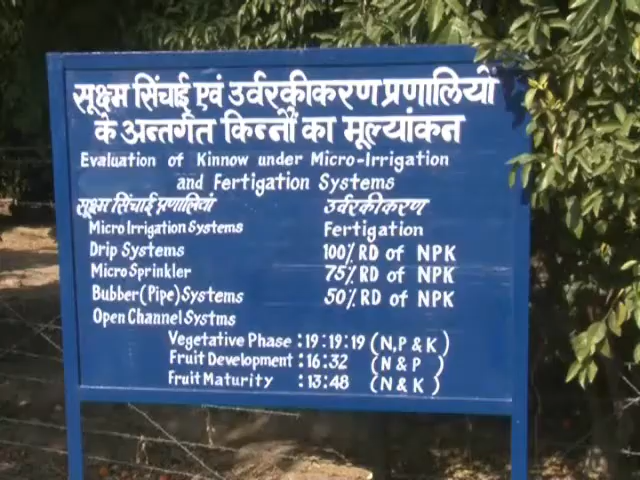 सूक्ष्म सिंचाई एवं उर्वरकीकरण प्रणालियों
के अन्तर्गत किन्नौं का मूल्यांकन
Evaluation of Kinnow under Micro-Irrigation
and Fertigation Systems
सूक्ष्म सिंचाई प्रणालियां उर्वरकीकरण
Micro Irrigation Systems Fertigation
Drip Systems 100% RD of NPK
Micro Sprinkler 75% RD of NPK
Bubber (Pipe) Systems 50% RD of NPK
Open Channel Systms
Vegetative Phase : 19:19:19 (N,P & K)
Fruit Development : 16:32 (N & P)
Fruit Maturity : 13:48 (N & K)